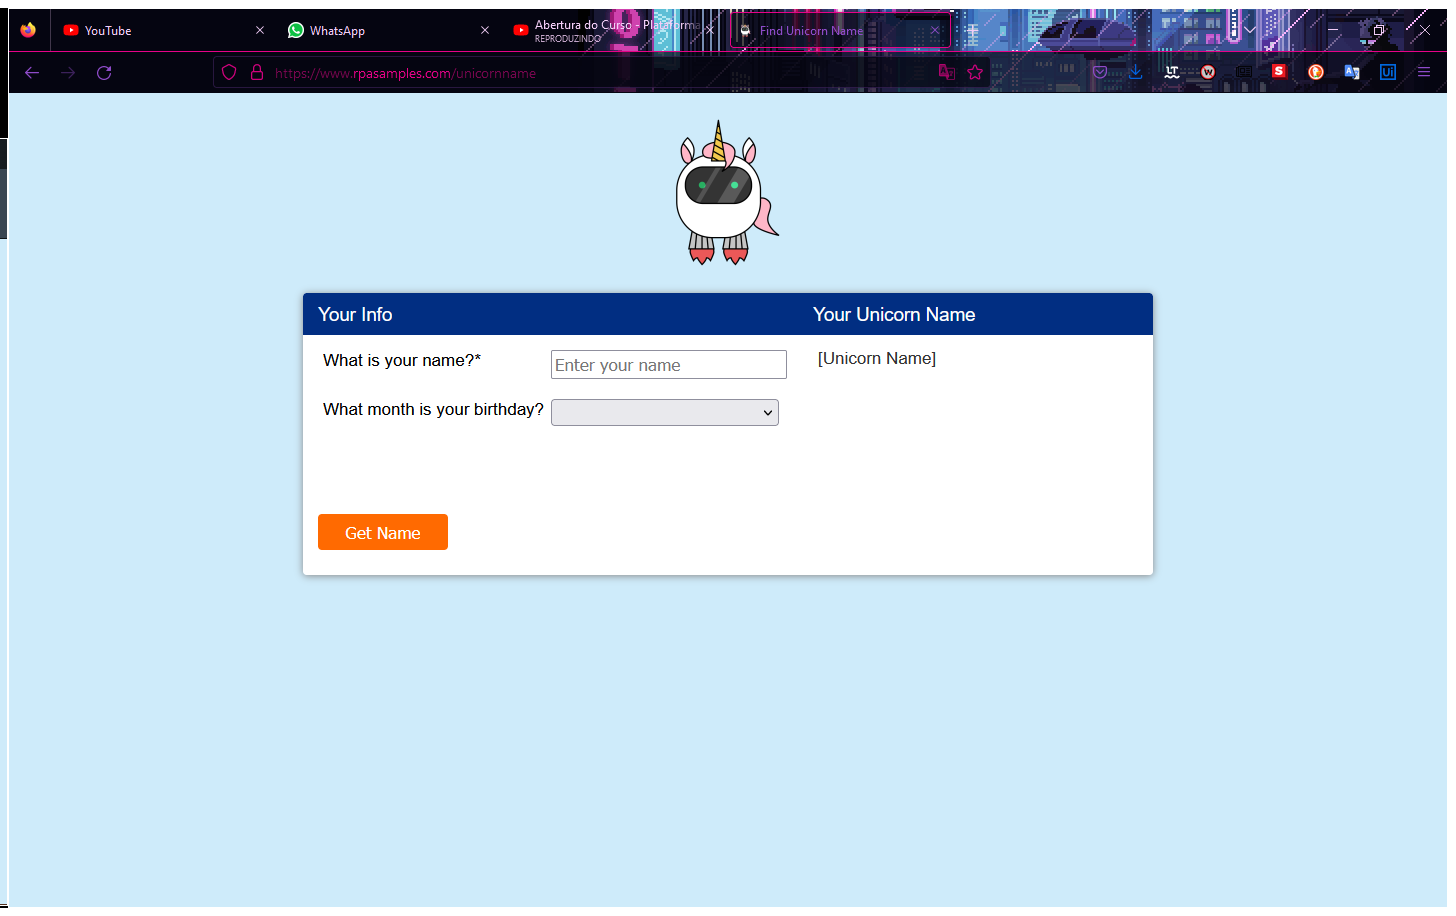 YouTube
WhatsApp
Abertura do Curso - Plataforma
REPRODUZINDO
Find Unicorn Name
https://www.rpasamples.com/unicornname
Your Info
Your Unicorn Name
What is your name?*
Enter your name
[Unicorn Name]
What month is your birthday?
Get Name